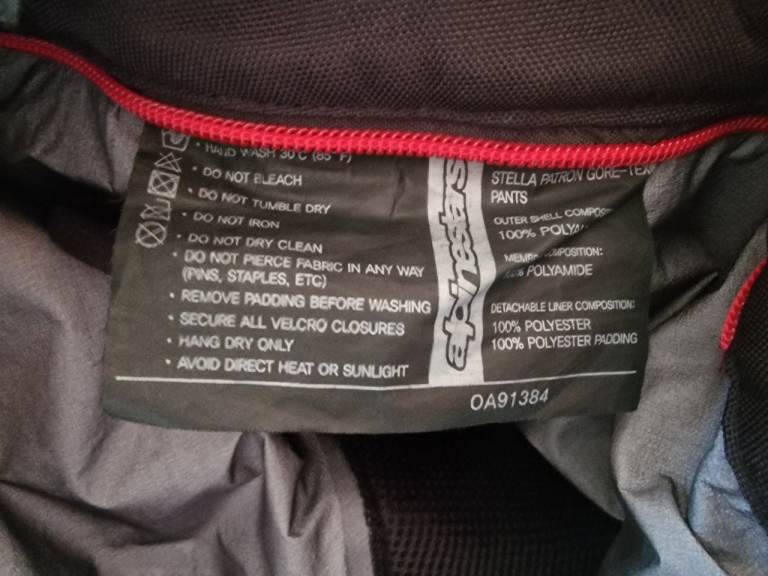 • HAND WASH 30°C (85°F)
• DO NOT BLEACH
• DO NOT TUMBLE DRY
• DO NOT IRON
• DO NOT DRY CLEAN
• DO NOT PIERCE FABRIC IN ANY WAY
(PINS, STAPLES, ETC)
• REMOVE PADDING BEFORE WASHING
• SECURE ALL VELCRO CLOSURES
• HANG DRY ONLY
• AVOID DIRECT HEAT OR SUNLIGHT
alpinestars
STELLA PATRON GORE-TEX
PANTS
OUTER SHELL
100%
COMPOSITION:
POLYAMIDE
DETACHABLE LINER COMPOSITION:
100% POLYESTER
100% POLYESTER PADDING
OA91384